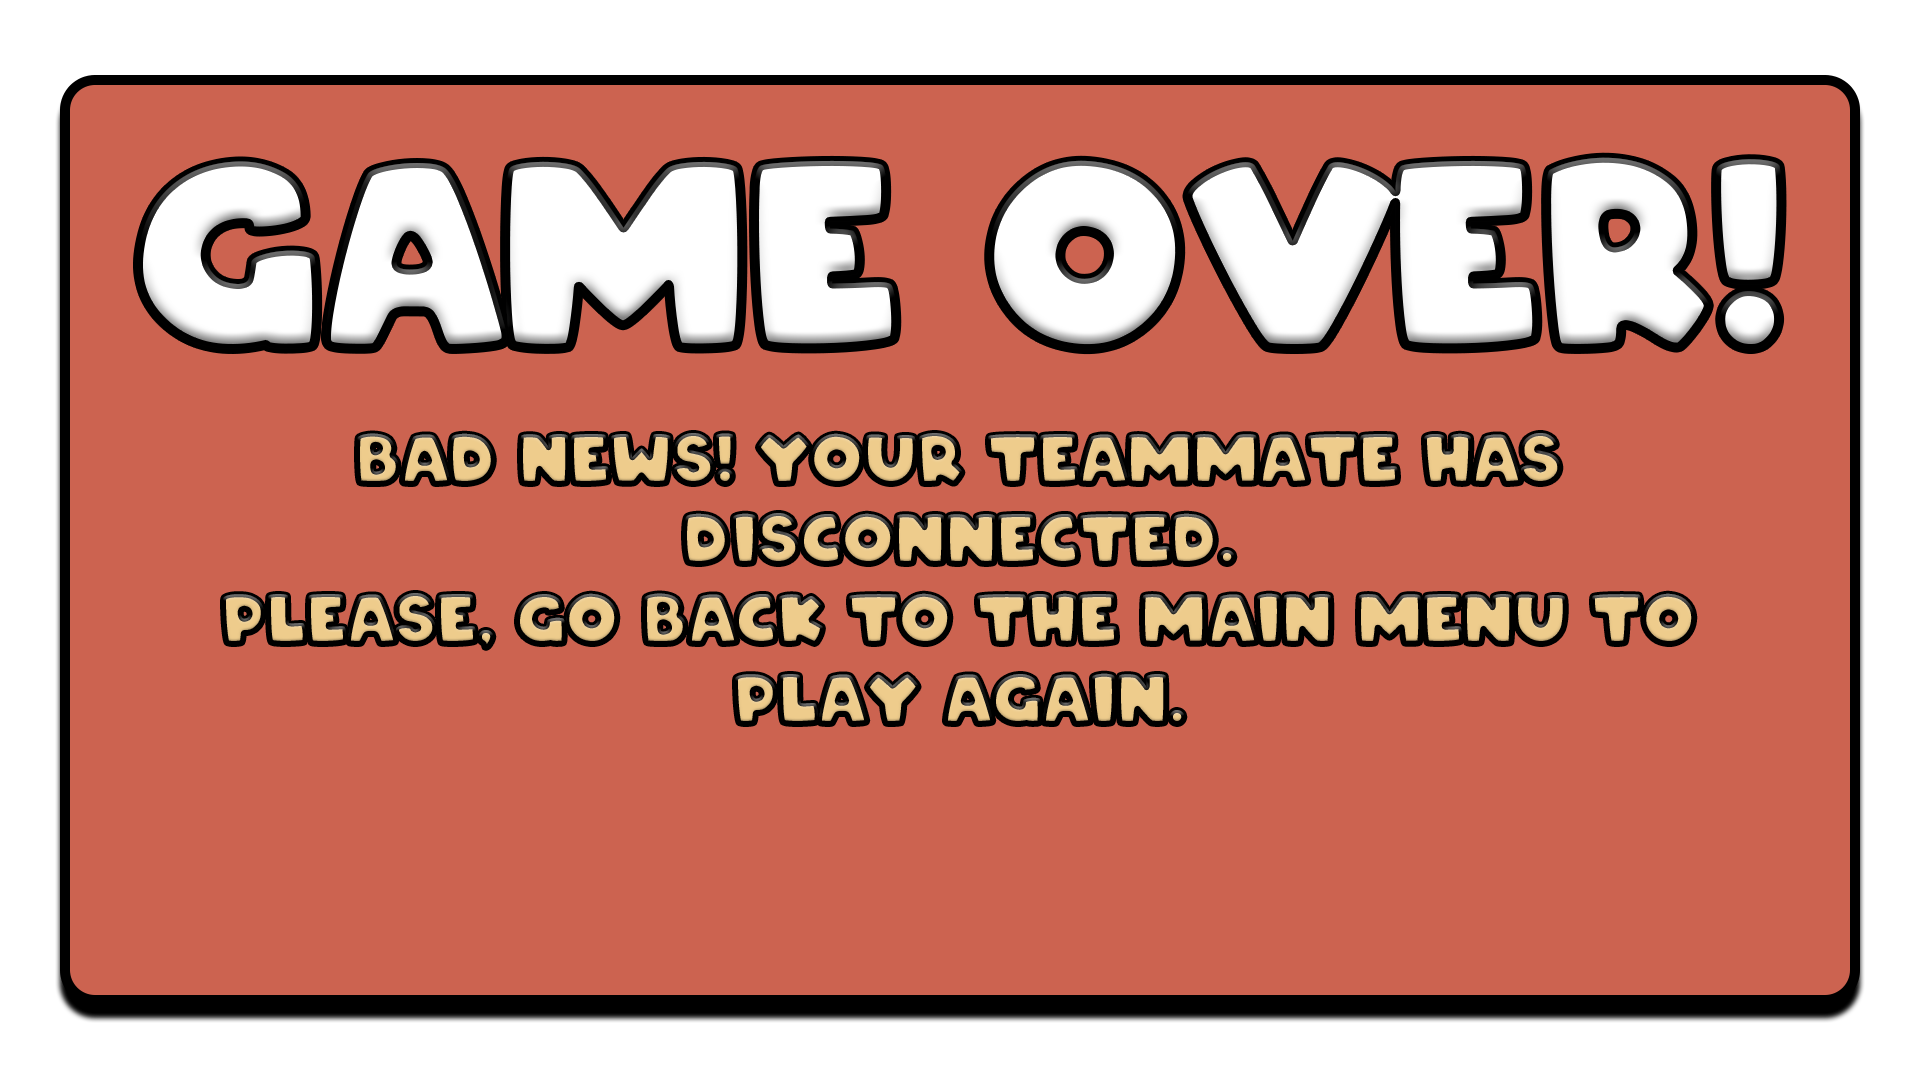 GAME OVER!
BAD NEWS! YOUR TEAMMATE HAS
DISCONNECTED.
PLEASE, GO BACK TO THE MAIN MENU TO
PLAY AGAIN.